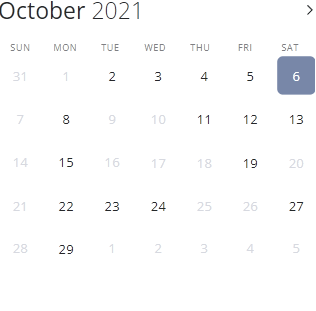 October 2021 >
SUN MON TUE WED THU FRI SAT
31 1 2 3 4 5 6
7 8 9 10 11 12 13
14 15 16 17 18 19 20
21 22 23 24 25 26 27
28 29 1 2 3 4 5